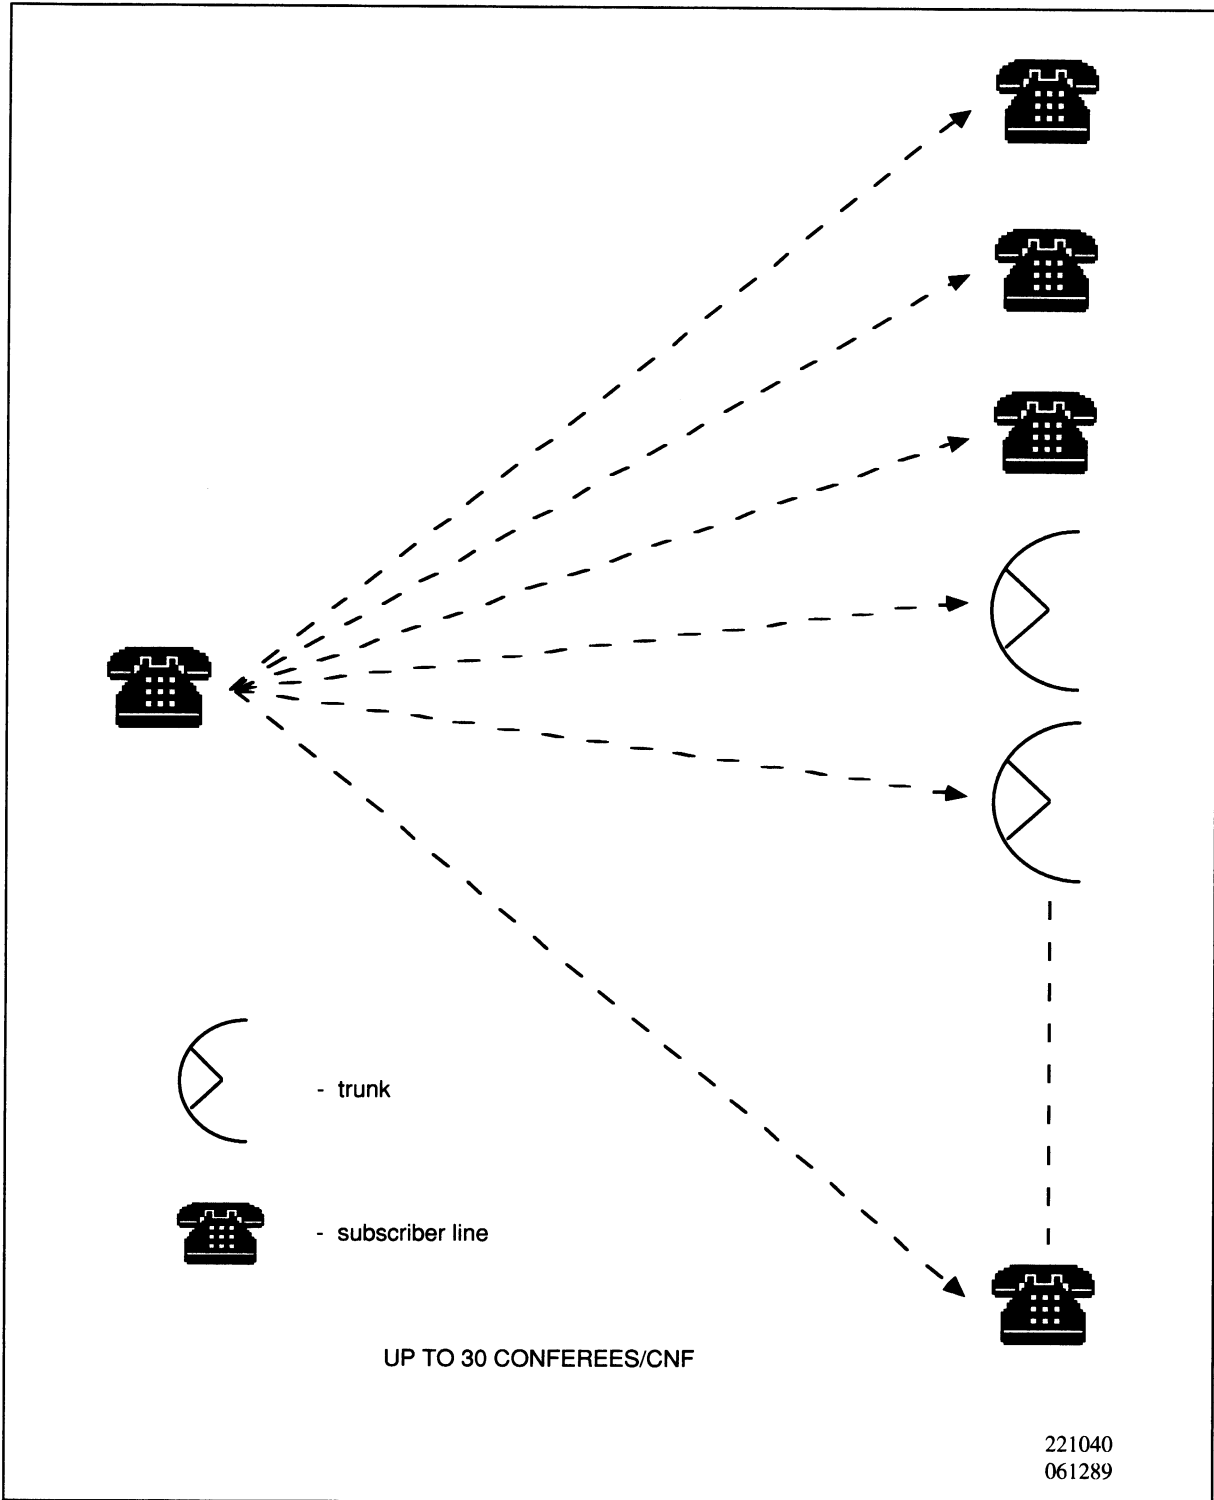 - trunk
- subscriber line
UP TO 30 CONFEREES/CNF
221040
061289